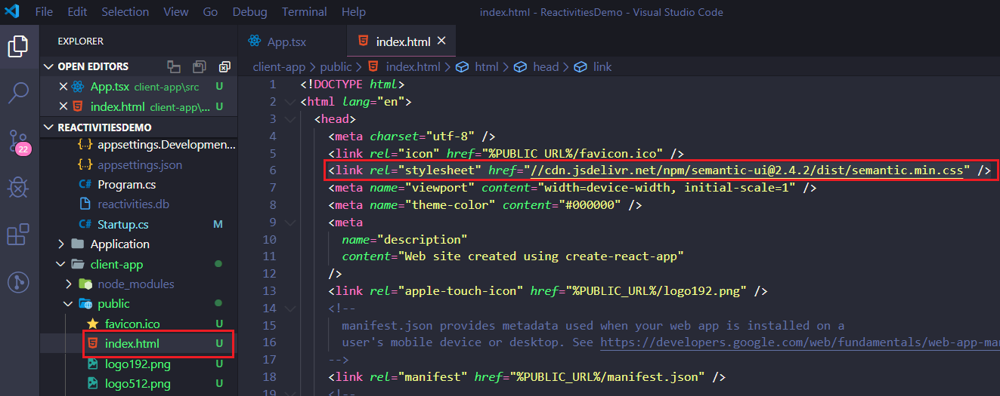 File Edit Selection View Go Debug Terminal Help index.html - ReactivitiesDemo - Visual Studio Code
EXPLORER
OPEN EDITORS
App.tsx client-app\src U
index.html client-app\... U
REACTIVITIESDEMO
{..} appsettings.Developmen...
{..} appsettings.json
C# Program.cs
reactivities.db
C# Startup.cs M
Application
client-app
node_modules
public
favicon.ico U
index.html U
logo192.png U
logo512.png U
22
App.tsx index.html
client-app > public > index.html > html > head > link
1 <!DOCTYPE html>
2 <html lang="en">
3 <head>
4 <meta charset="utf-8" />
5 <link rel="icon" href="%PUBLIC_URL%/favicon.ico" />
6 <link rel="stylesheet" href="//cdn.jsdelivr.net/npm/semantic-ui@2.4.2/dist/semantic.min.css" />
7 <meta name="viewport" content="width=device-width, initial-scale=1" />
8 <meta name="theme-color" content="#000000" />
9 <meta
10 name="description"
11 content="Web site created using create-react-app"
12 />
13 <link rel="apple-touch-icon" href="%PUBLIC_URL%/logo192.png" />
14 <!--
15 manifest.json provides metadata used when your web app is installed on a
16 user's mobile device or desktop. See https://developers.google.com/web/fundamentals/web-app-ma
17 -->
18 <link rel="manifest" href="%PUBLIC_URL%/manifest.json" />
19 <!--